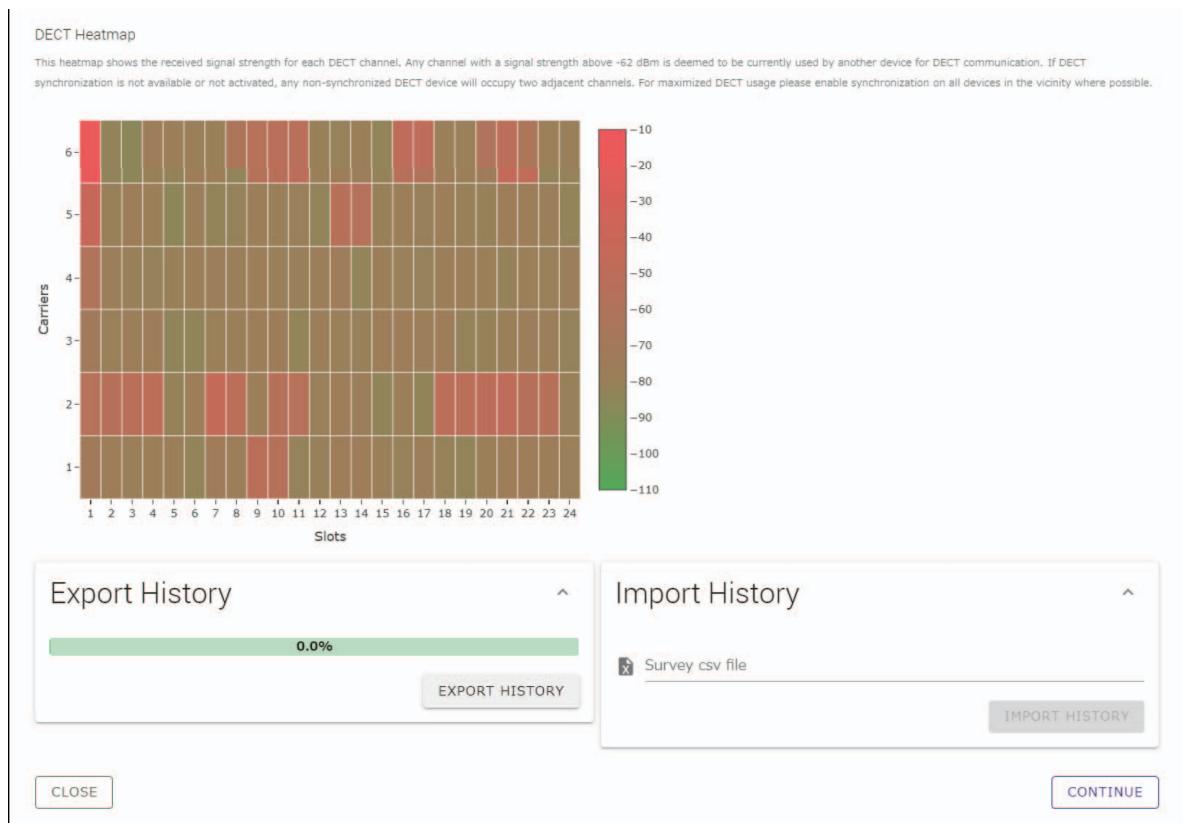 DECT Heatmap
This heatmap shows the received signal strength for each DECT channel. Any channel with a signal strength above -62 dBm is deemed to be currently used by another device for DECT communication. If DECT
synchronization is not available or not activated, any non-synchronized DECT device will occupy two adjacent channels. For maximized DECT usage please enable synchronization on all devices in the vicinity where possible.
Carriers
6
5
4
3
2
1
1 2 3 4 5 6 7 8 9 10 11 12 13 14 15 16 17 18 19 20 21 22 23 24
Slots
−10
−20
−30
−40
−50
−60
−70
−80
−90
−100
−110
Export History
0.0%
EXPORT HISTORY
Import History
Survey csv file
IMPORT HISTORY
CLOSE
CONTINUE